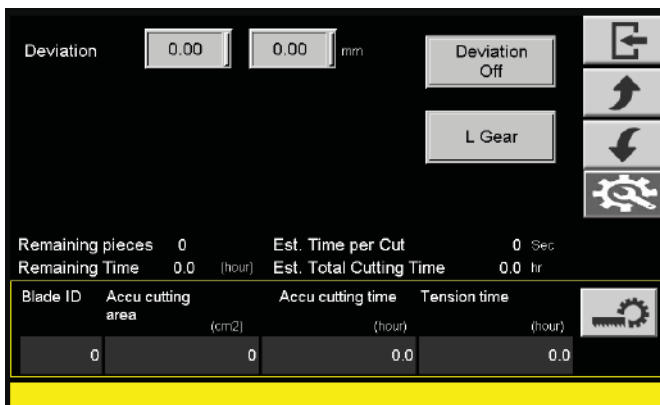 Deviation 0.00 0.00 mm Deviation
Off
L Gear
Remaining pieces 0 Est. Time per Cut 0 Sec
Remaining Time 0.0 (hour) Est. Total Cutting Time 0.0 hr
Blade ID Accu cutting Accu cutting time Tension time
area
(cm2) (hour) (hour)
0 0 0.0 0.0